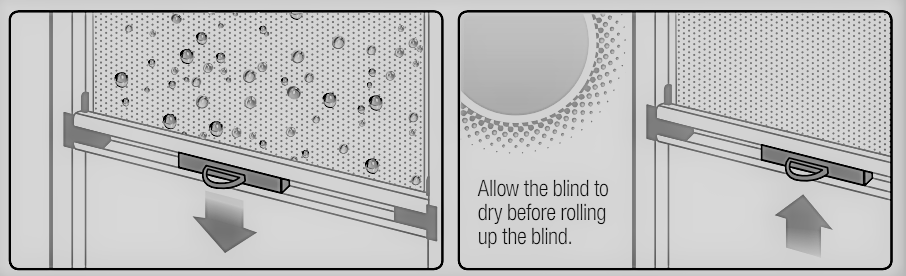 Allow the blind to
dry before rolling
up the blind.